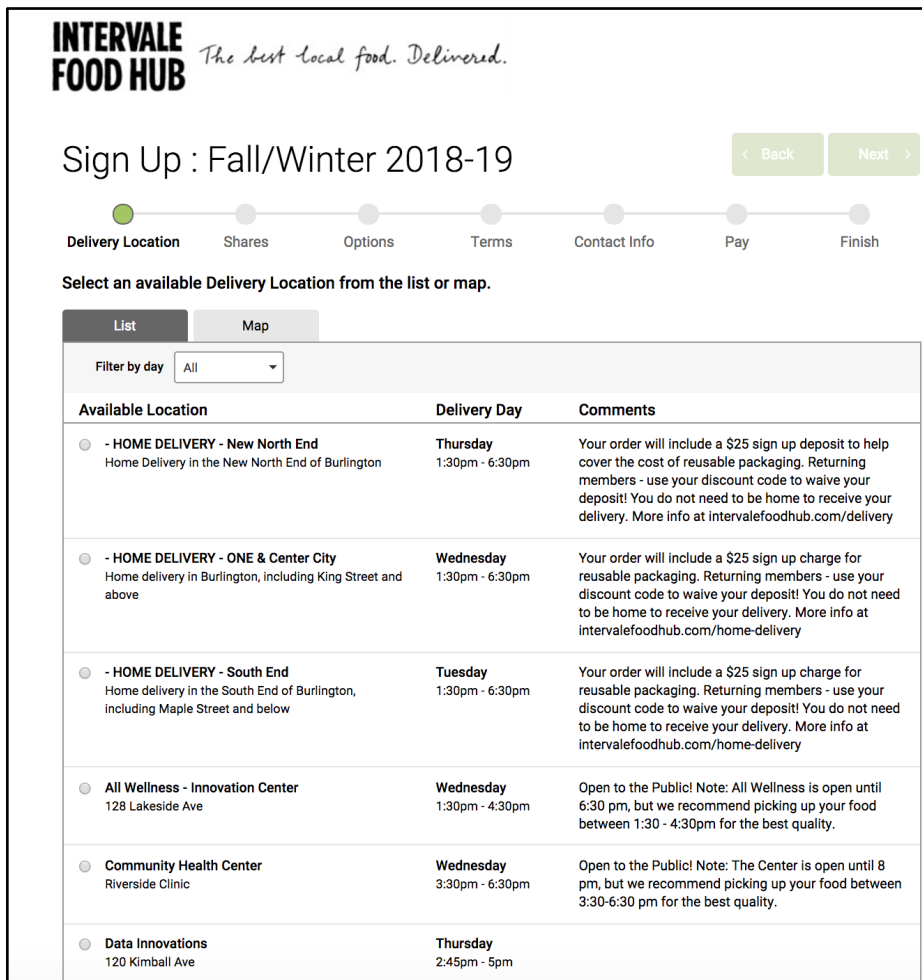 INTERVALE
FOOD HUB
The best local food. Delivered.
Sign Up : Fall/Winter 2018-19
< Back
Next >
Delivery Location
Shares
Options
Terms
Contact Info
Pay
Finish
Select an available Delivery Location from the list or map.
List
Map
Filter by day
All
Available Location
Delivery Day
Comments
- HOME DELIVERY - New North End
Home Delivery in the New North End of Burlington
Thursday
1:30pm - 6:30pm
Your order will include a $25 sign up deposit to help
cover the cost of reusable packaging. Returning
members - use your discount code to waive your
deposit! You do not need to be home to receive your
delivery. More info at intervalefoodhub.com/delivery
- HOME DELIVERY - ONE & Center City
Home delivery in Burlington, including King Street and
above
Wednesday
1:30pm - 6:30pm
Your order will include a $25 sign up charge for
reusable packaging. Returning members - use your
discount code to waive your deposit! You do not need
to be home to receive your delivery. More info at
intervalefoodhub.com/home-delivery
- HOME DELIVERY - South End
Home delivery in the South End of Burlington,
including Maple Street and below
Tuesday
1:30pm - 6:30pm
Your order will include a $25 sign up charge for
reusable packaging. Returning members - use your
discount code to waive your deposit! You do not need
to be home to receive your delivery. More info at
intervalefoodhub.com/home-delivery
All Wellness - Innovation Center
128 Lakeside Ave
Wednesday
1:30pm - 4:30pm
Open to the Public! Note: All Wellness is open until
6:30 pm, but we recommend picking up your food
between 1:30 - 4:30pm for the best quality.
Community Health Center
Riverside Clinic
Wednesday
3:30pm - 6:30pm
Open to the Public! Note: The Center is open until 8
pm, but we recommend picking up your food between
3:30-6:30 pm for the best quality.
Data Innovations
120 Kimball Ave
Thursday
2:45pm - 5pm